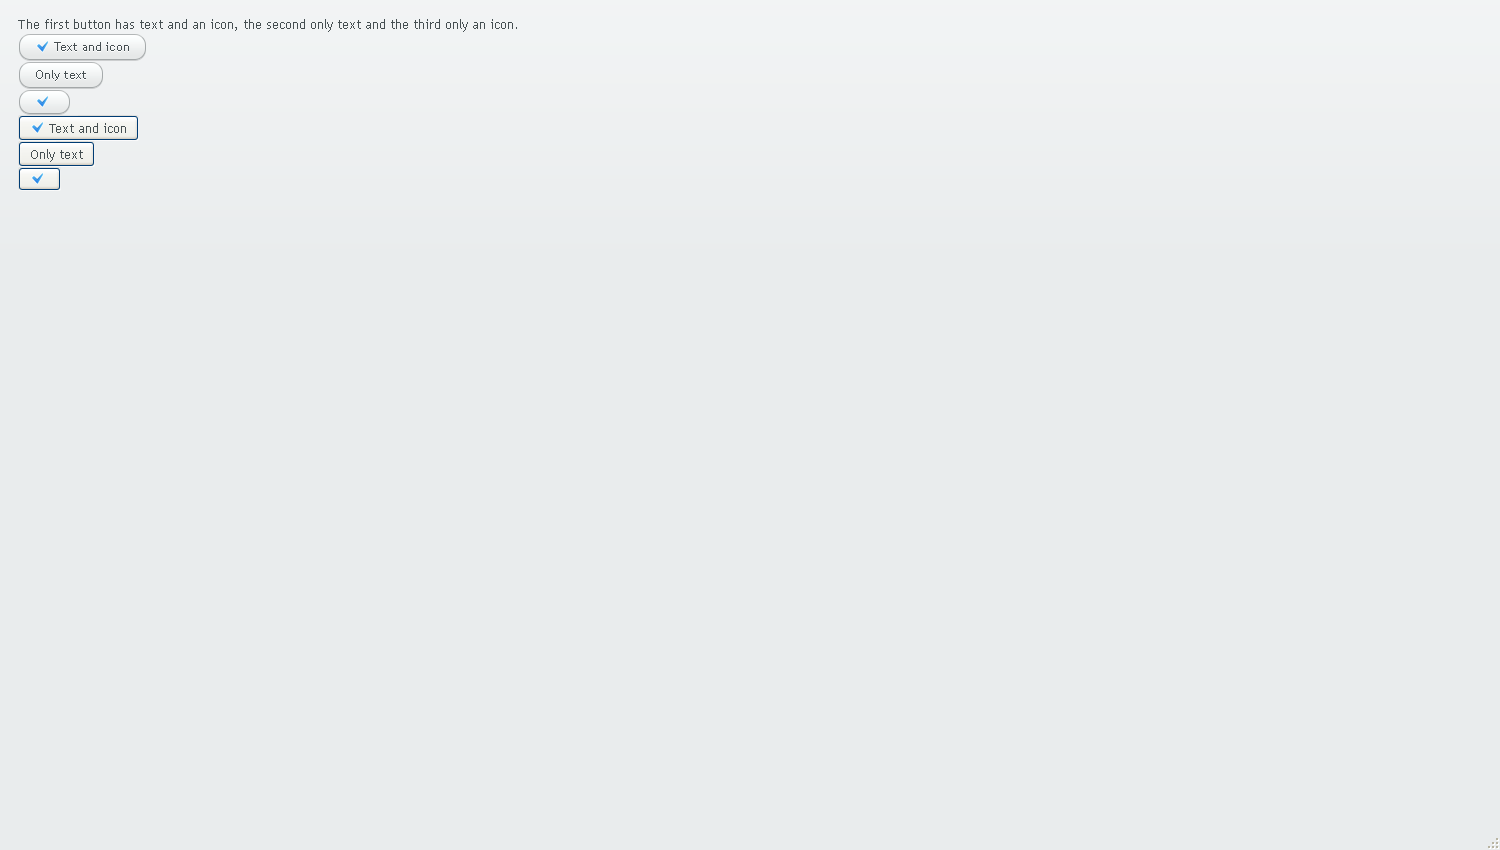 The first button has text and an icon, the second only text and the third only an icon.
Text and icon
Only text
Text and icon
Only text